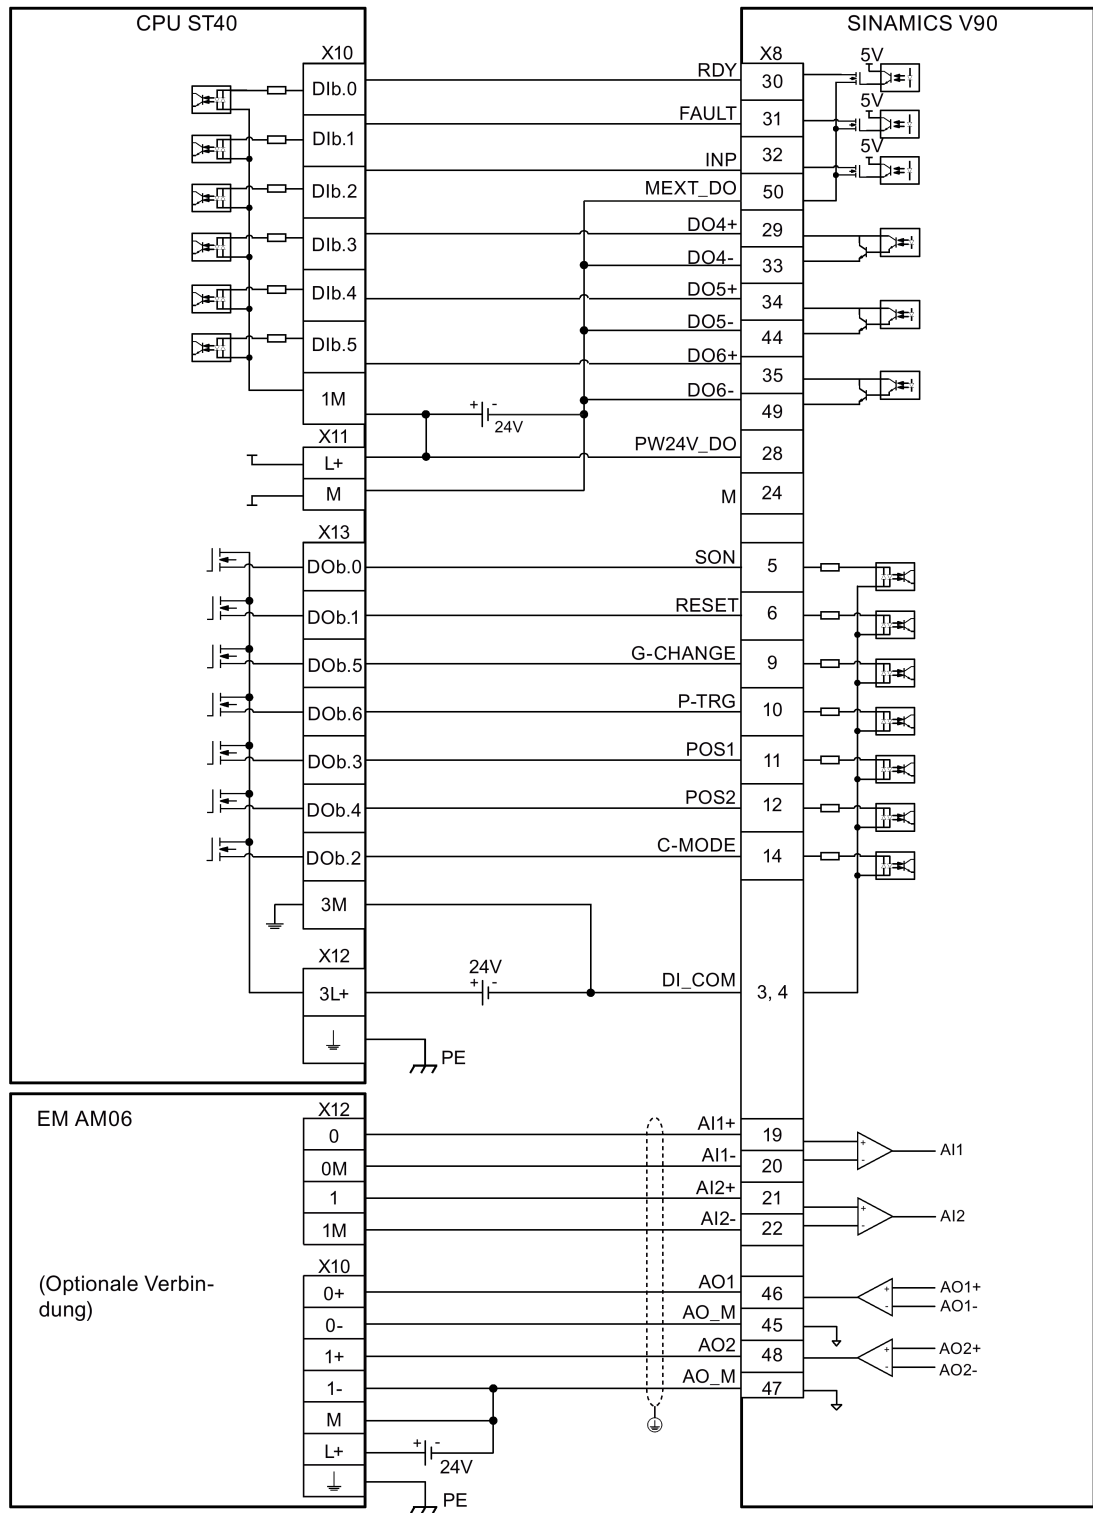 CPU ST40
SINAMICS V90
X10
X8
DIb.0
RDY
30
5V
DIb.1
FAULT
31
5V
INP
32
5V
DIb.2
MEXT_DO
50
DIb.3
DO4+
29
DO4-
33
DIb.4
DO5+
34
DIb.5
DO5-
44
DO6+
35
1M
+ -
24V
DO6-
49
X11
L+
PW24V_DO
28
M
M
24
X13
DOb.0
SON
5
DOb.1
RESET
6
DOb.5
G-CHANGE
9
DOb.6
P-TRG
10
DOb.3
POS1
11
DOb.4
POS2
12
DOb.2
C-MODE
14
3M
X12
3L+
24V
+ -
DI_COM
3, 4
PE
EM AM06
X12
0
AI1+
19
+
-
AI1
0M
AI1-
20
1
AI2+
21
+
-
AI2
1M
AI2-
22
(Optionale Verbin-
dung)
X10
0+
AO1
46
+
-
AO1+
AO1-
0-
AO_M
45
1+
AO2
48
+
-
AO2+
AO2-
1-
AO_M
47
M
L+
+ -
24V
PE